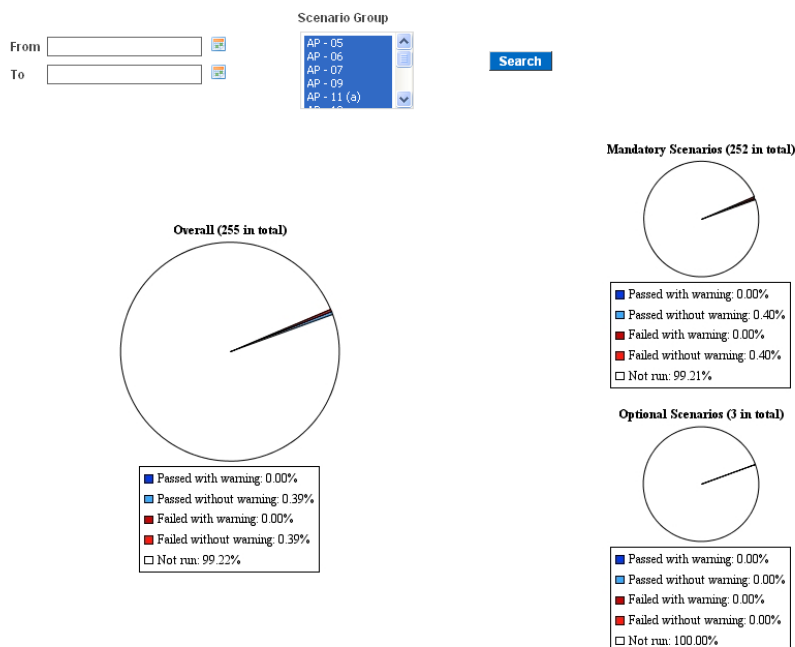 Scenario Group
From
To
AP - 05
AP - 06
AP - 07
AP - 09
AP - 11 (a)
Search
Mandatory Scenarios (252 in total)
Passed with warning: 0.00%
Passed without warning: 0.40%
Failed with warning: 0.00%
Failed without warning: 0.40%
Not run: 99.21%
Overall (255 in total)
Passed with warning: 0.00%
Passed without warning: 0.39%
Failed with warning: 0.00%
Failed without warning: 0.39%
Not run: 99.22%
Optional Scenarios (3 in total)
Passed with warning: 0.00%
Passed without warning: 0.00%
Failed with warning: 0.00%
Failed without warning: 0.00%
Not run: 100.00%